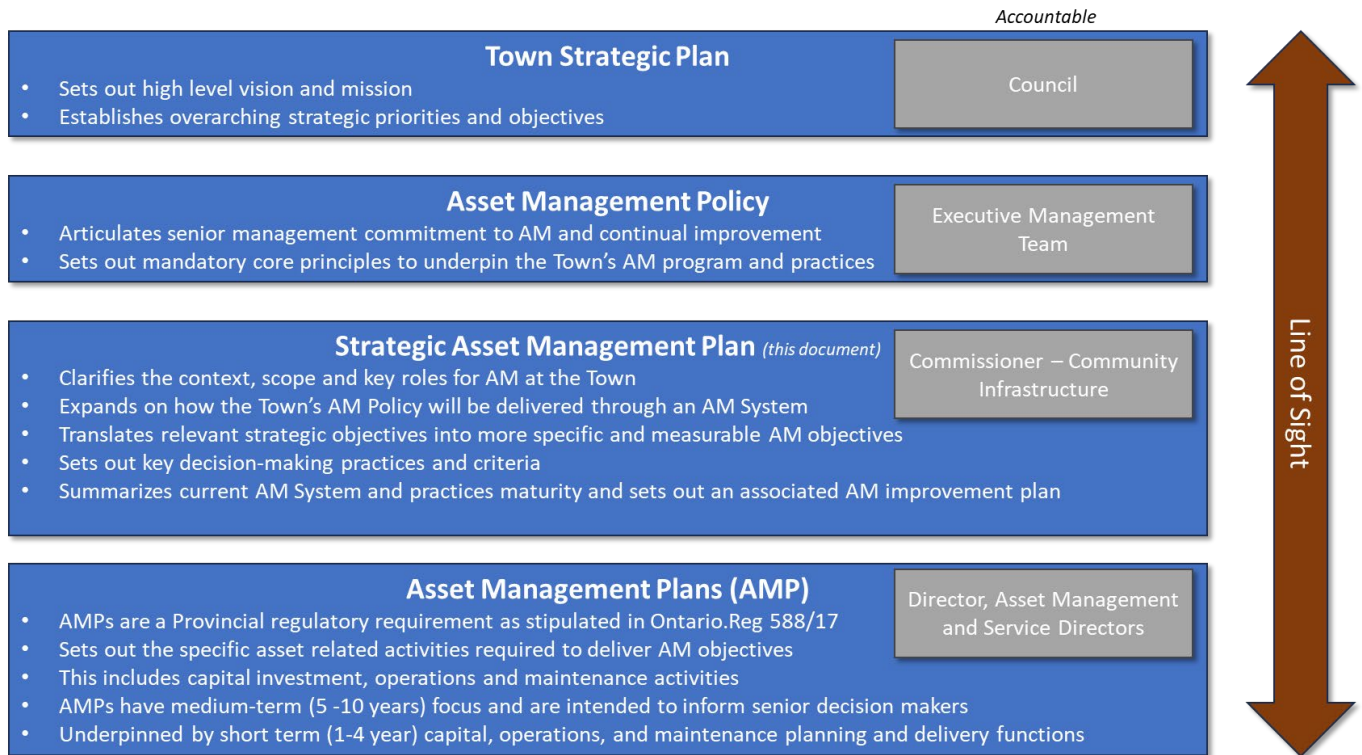 Accountable
Town Strategic Plan
• Sets out high level vision and mission
• Establishes overarching strategic priorities and objectives
Council
Asset Management Policy
• Articulates senior management commitment to AM and continual improvement
• Sets out mandatory core principles to underpin the Town’s AM program and practices
Executive Management
Team
Strategic Asset Management Plan (this document)
• Clarifies the context, scope and key roles for AM at the Town
• Expands on how the Town’s AM Policy will be delivered through an AM System
• Translates relevant strategic objectives into more specific and measurable AM objectives
• Sets out key decision-making practices and criteria
• Summarizes current AM System and practices maturity and sets out an associated AM improvement plan
Commissioner – Community
Infrastructure
Asset Management Plans (AMP)
• AMPs are a Provincial regulatory requirement as stipulated in Ontario.Reg 588/17
• Sets out the specific asset related activities required to deliver AM objectives
• This includes capital investment, operations and maintenance activities
• AMPs have medium-term (5 -10 years) focus and are intended to inform senior decision makers
• Underpinned by short term (1-4 year) capital, operations, and maintenance planning and delivery functions
Director, Asset Management
and Service Directors
Line of Sight